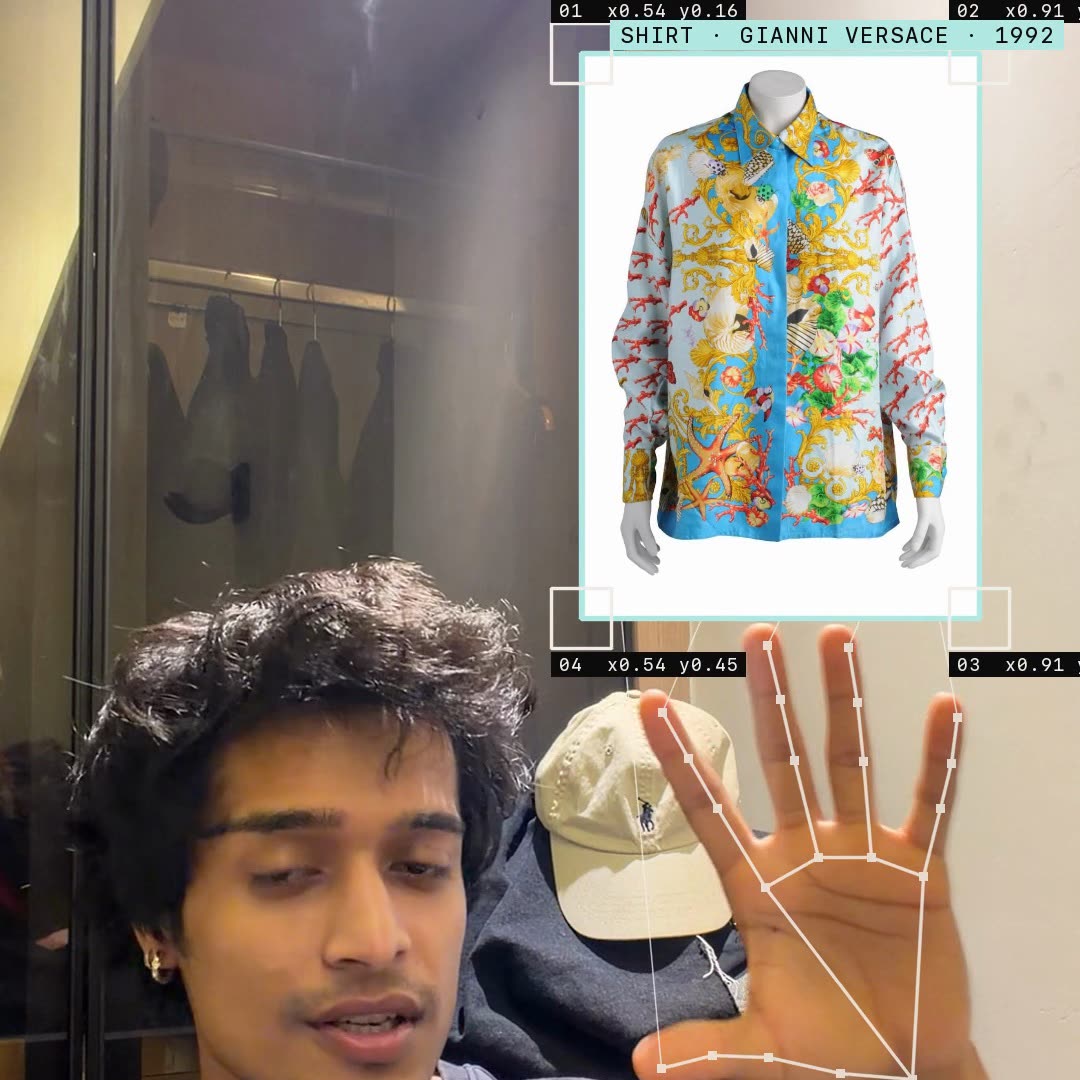 01 x0.54 y0.16
02 x0.91
SHIRT · GIANNI VERSACE · 1992
04 x0.54 y0.45
03 x0.91